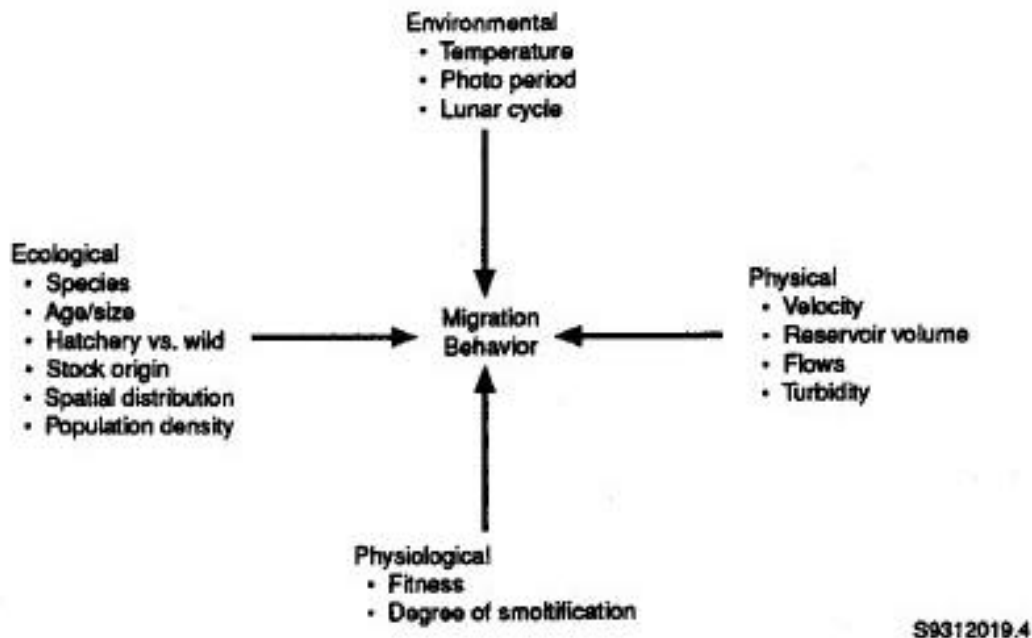 Environmental
• Temperature
• Photo period
• Lunar cycle
Ecological
• Species
• Age/size
• Hatchery vs. wild
• Stock origin
• Spatial distribution
• Population density
Migration
Behavior
Physical
• Velocity
• Reservoir volume
• Flows
• Turbidity
Physiological
• Fitness
• Degree of smoltification
S9312019.4